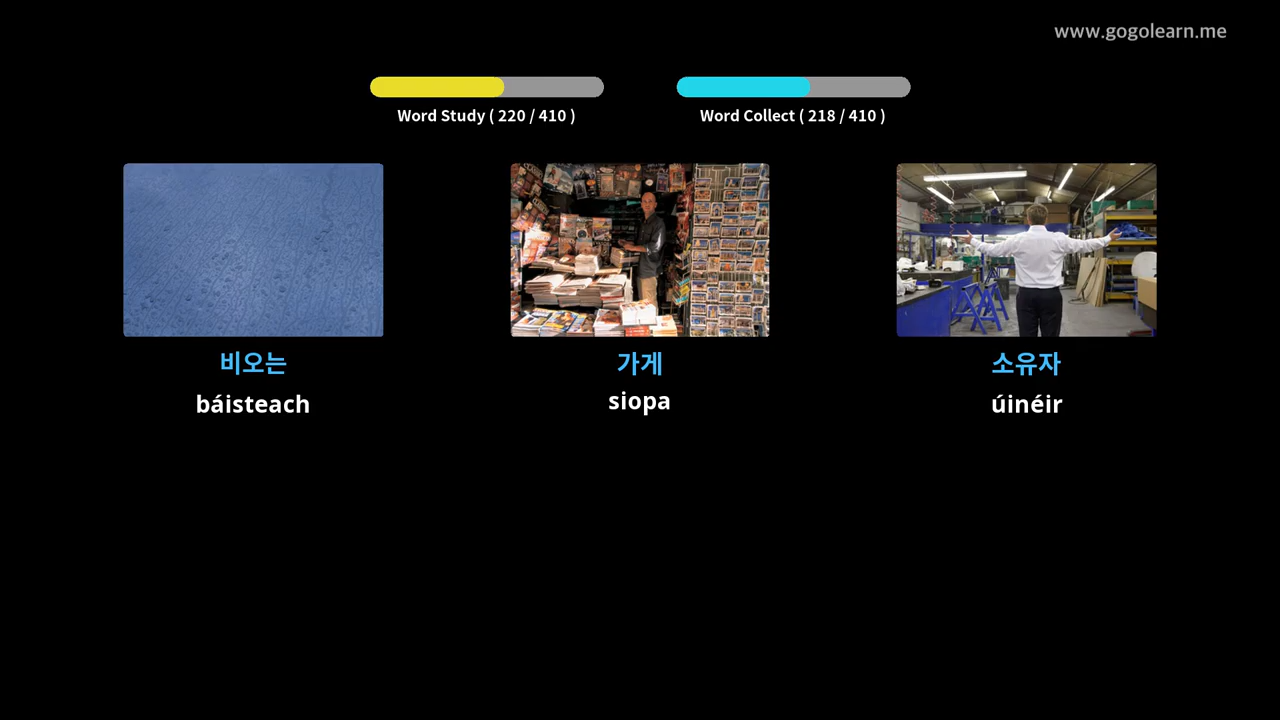 www.gogolearn.me
Word Study ( 220 / 410 )
Word Collect ( 218 / 410 )
비오는
가게
소유자
báisteach
siopa
úinéir